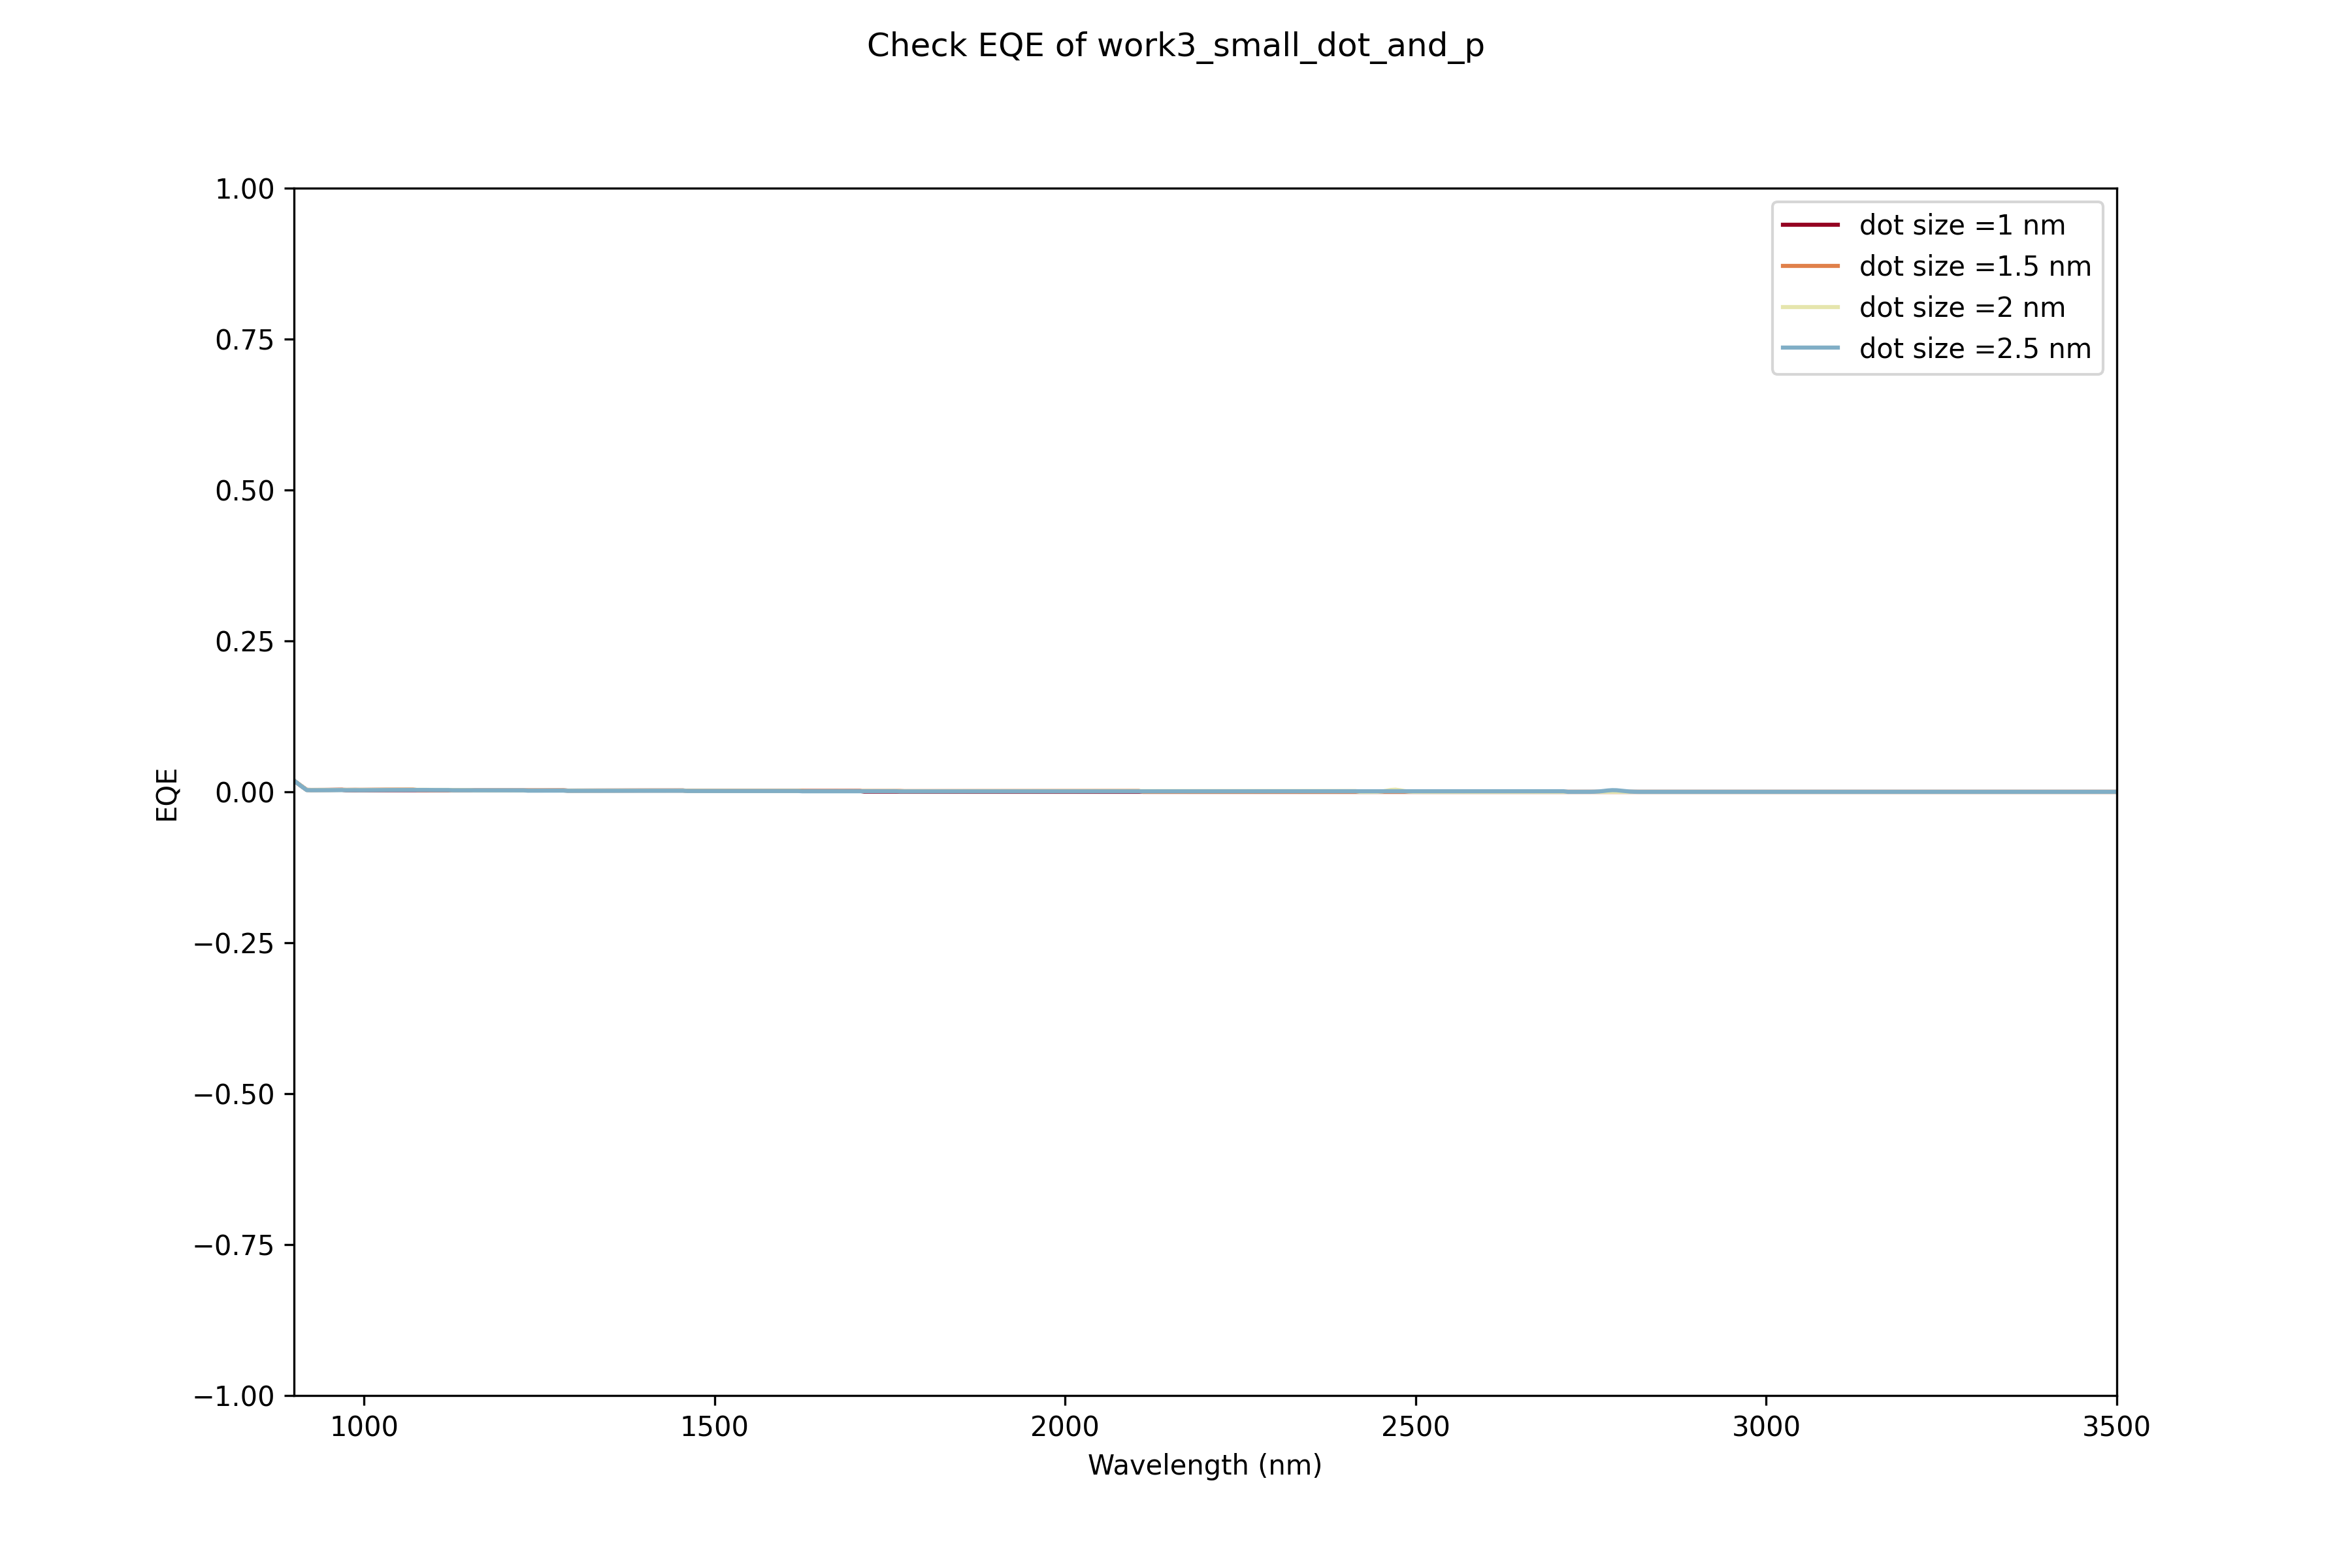 Check EQE of work3_small_dot_and_p
1.00
0.75
0.50
0.25
0.00
−0.25
−0.50
−0.75
−1.00
EQE
dot size =1 nm
dot size =1.5 nm
dot size =2 nm
dot size =2.5 nm
1000 1500 2000 2500 3000 3500
Wavelength (nm)